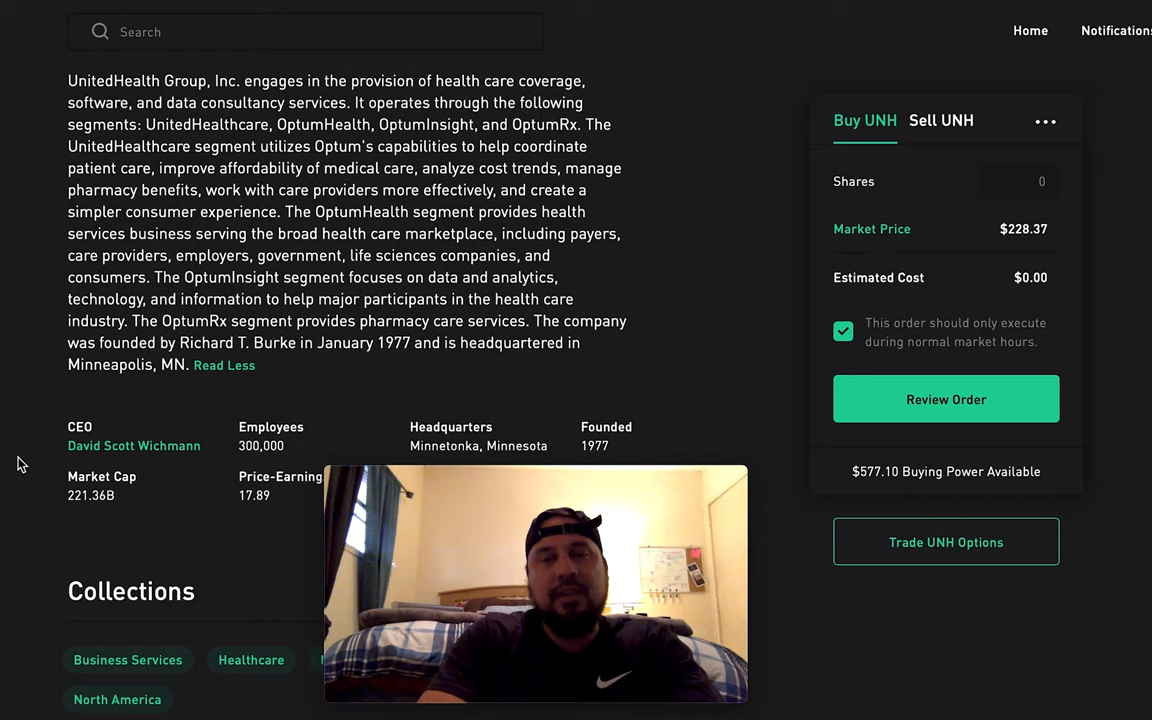 Search
Home
Notifications
UnitedHealth Group, Inc. engages in the provision of health care coverage,
software, and data consultancy services. It operates through the following
segments: UnitedHealthcare, OptumHealth, OptumInsight, and OptumRx. The
UnitedHealthcare segment utilizes Optum's capabilities to help coordinate
patient care, improve affordability of medical care, analyze cost trends, manage
pharmacy benefits, work with care providers more effectively, and create a
simpler consumer experience. The OptumHealth segment provides health
services business serving the broad health care marketplace, including payers,
care providers, employers, government, life sciences companies, and
consumers. The OptumInsight segment focuses on data and analytics,
technology, and information to help major participants in the health care
industry. The OptumRx segment provides pharmacy care services. The company
was founded by Richard T. Burke in January 1977 and is headquartered in
Minneapolis, MN. Read Less
CEO
David Scott Wichmann
Employees
300,000
Headquarters
Minnetonka, Minnesota
Founded
1977
Market Cap
221.36B
Price-Earning
17.89
Collections
Business Services
Healthcare
North America
Buy UNH
Sell UNH
Shares
0
Market Price
$228.37
Estimated Cost
$0.00
This order should only execute
during normal market hours.
Review Order
$577.10 Buying Power Available
Trade UNH Options